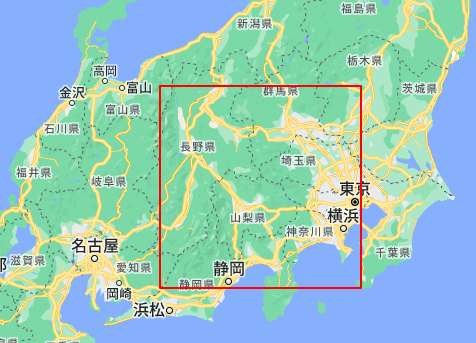 福島県
新潟県
栃木県
高岡
富山
群馬県
茨城県
金沢
富山県
石川県
長野県
埼玉県
福井県
岐阜県
東京
山梨県
横浜
神奈川県
名古屋
千葉県
滋賀県
愛知県
静岡
都
岡崎
静岡県
浜松